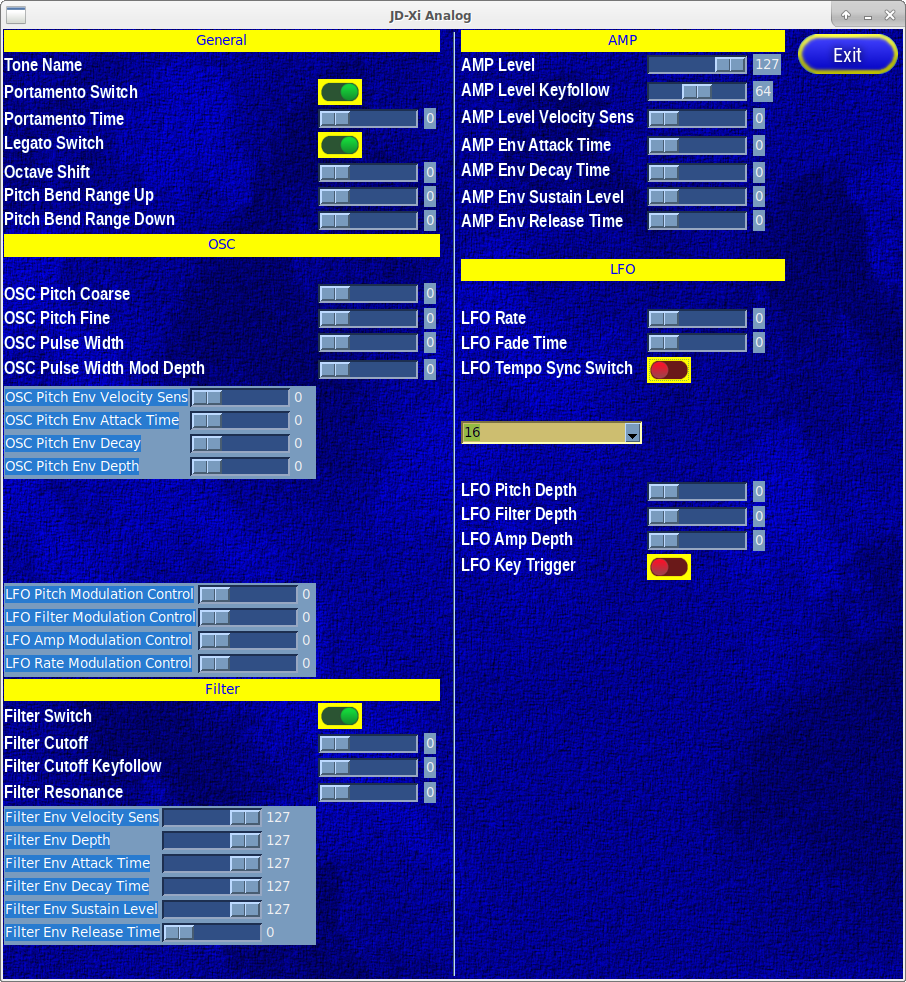 JD-Xi Analog
General
Tone Name
Portamento Switch
Portamento Time 0
Legato Switch
Octave Shift 0
Pitch Bend Range Up 0
Pitch Bend Range Down 0
OSC
OSC Pitch Coarse 0
OSC Pitch Fine 0
OSC Pulse Width 0
OSC Pulse Width Mod Depth 0
OSC Pitch Env Velocity Sens 0
OSC Pitch Env Attack Time 0
OSC Pitch Env Decay 0
OSC Pitch Env Depth 0
LFO Pitch Modulation Control 0
LFO Filter Modulation Control 0
LFO Amp Modulation Control 0
LFO Rate Modulation Control 0
Filter
Filter Switch
Filter Cutoff 0
Filter Cutoff Keyfollow 0
Filter Resonance 0
Filter Env Velocity Sens 127
Filter Env Depth 127
Filter Env Attack Time 127
Filter Env Decay Time 127
Filter Env Sustain Level 127
Filter Env Release Time 0
AMP
AMP Level 127
AMP Level Keyfollow 64
AMP Level Velocity Sens 0
AMP Env Attack Time 0
AMP Env Decay Time 0
AMP Env Sustain Level 0
AMP Env Release Time 0
LFO
LFO Rate 0
LFO Fade Time 0
LFO Tempo Sync Switch
16
LFO Pitch Depth 0
LFO Filter Depth 0
LFO Amp Depth 0
LFO Key Trigger
Exit